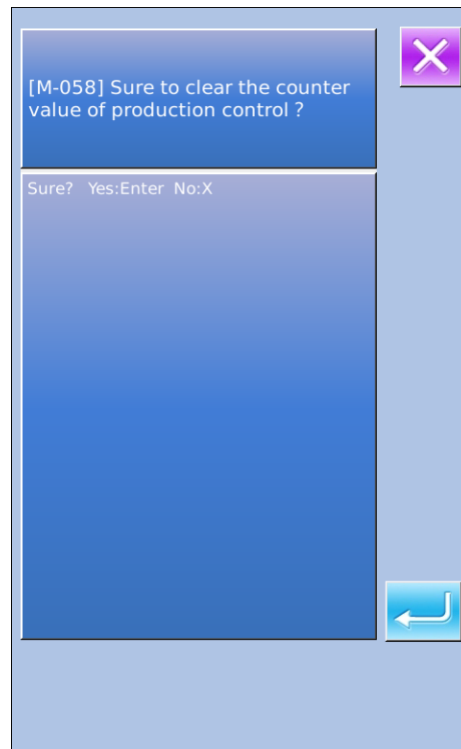 [M-058] Sure to clear the counter
value of production control ?
Sure? Yes:Enter No:X